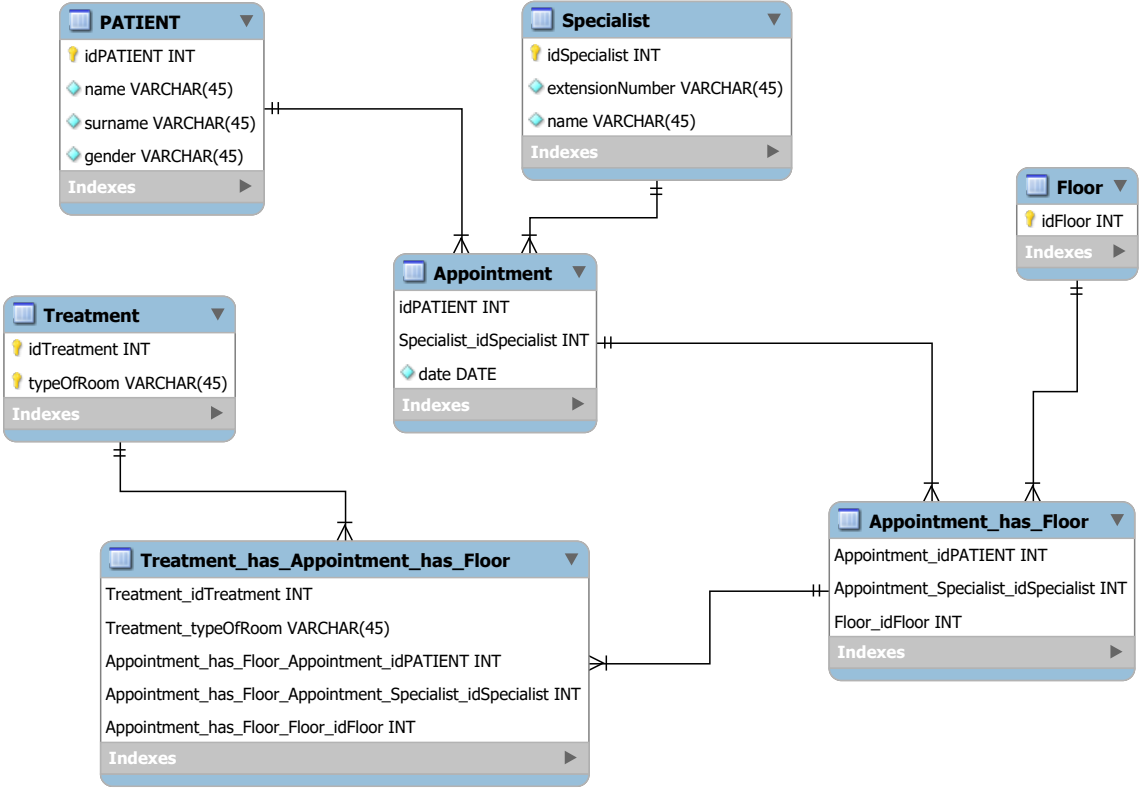 PATIENT
idPATIENT INT
name VARCHAR(45)
surname VARCHAR(45)
gender VARCHAR(45)
Indexes
Specialist
idSpecialist INT
extensionNumber VARCHAR(45)
name VARCHAR(45)
Indexes
Floor
idFloor INT
Indexes
Appointment
idPATIENT INT
Specialist_idSpecialist INT
date DATE
Indexes
Treatment
idTreatment INT
typeOfRoom VARCHAR(45)
Indexes
Appointment_has_Floor
Appointment_idPATIENT INT
Appointment_Specialist_idSpecialist INT
Floor_idFloor INT
Indexes
Treatment_has_Appointment_has_Floor
Treatment_idTreatment INT
Treatment_typeOfRoom VARCHAR(45)
Appointment_has_Floor_Appointment_idPATIENT INT
Appointment_has_Floor_Appointment_Specialist_idSpecialist INT
Appointment_has_Floor_Floor_idFloor INT
Indexes